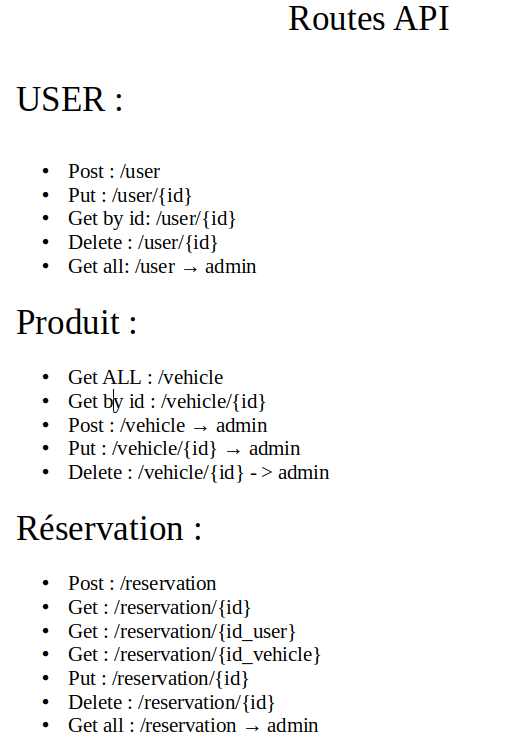 Routes API
USER :
• Post : /user
• Put : /user/{id}
• Get by id: /user/{id}
• Delete : /user/{id}
• Get all: /user → admin
Produit :
• Get ALL : /vehicle
• Get by id : /vehicle/{id}
• Post : /vehicle → admin
• Put : /vehicle/{id} → admin
• Delete : /vehicle/{id} - > admin
Réservation :
• Post : /reservation
• Get : /reservation/{id}
• Get : /reservation/{id_user}
• Get : /reservation/{id_vehicle}
• Put : /reservation/{id}
• Delete : /reservation/{id}
• Get all : /reservation → admin